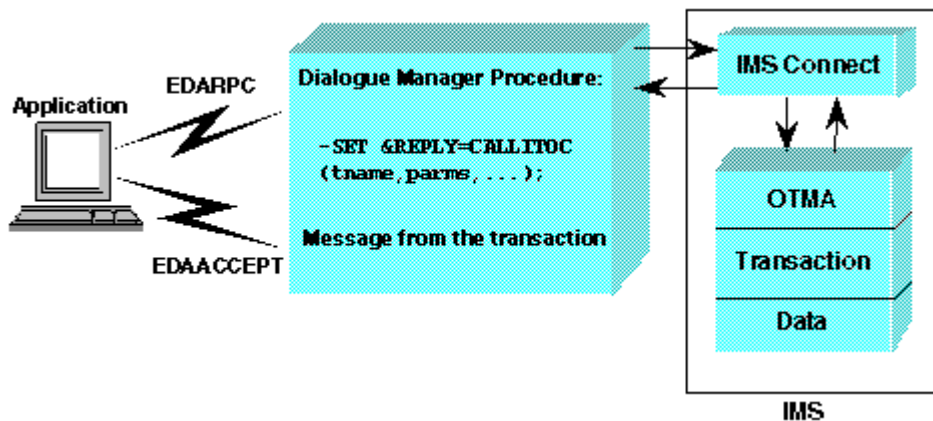 Application
EDARPC
EDAACCEPT
Dialogue Manager Procedure:
-SET &REPLY=CALLITOC
(tname,parms,...);
Message from the transaction
IMS Connect
OTMA
Transaction
Data
IMS